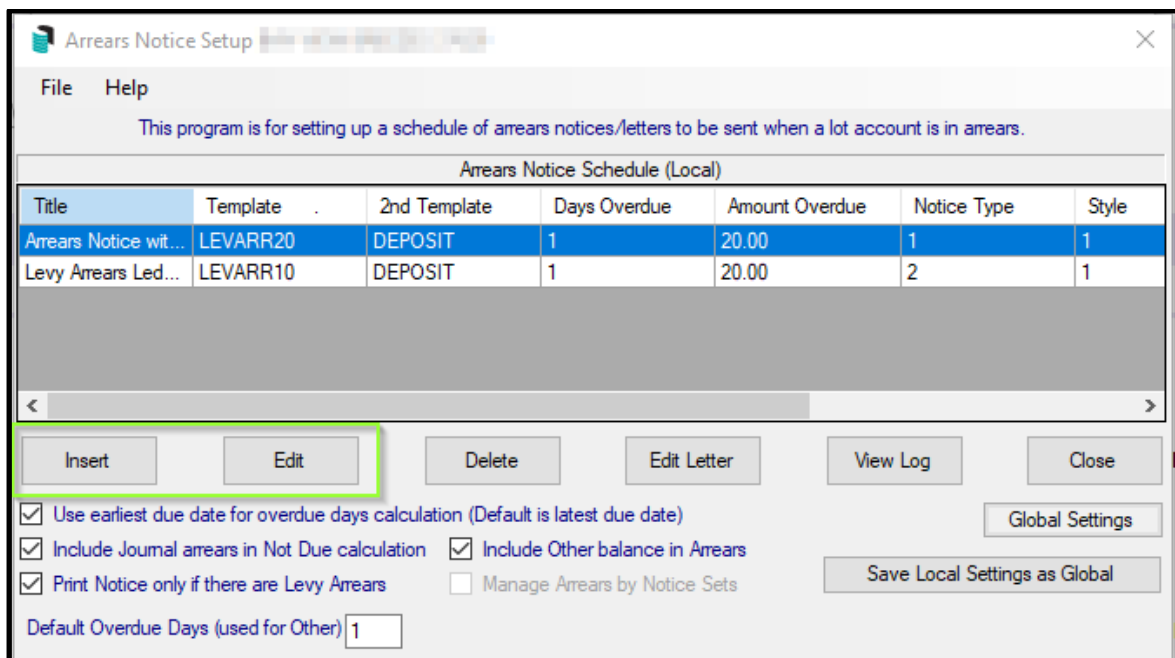 Arrears Notice Setup
File Help
This program is for setting up a schedule of arrears notices/letters to be sent when a lot account is in arrears.
Arrears Notice Schedule (Local)
Title Template . 2nd Template Days Overdue Amount Overdue Notice Type Style
Arrears Notice wit... LEVARR20 DEPOSIT 1 20.00 1 1
Levy Arrears Led... LEVARR10 DEPOSIT 1 20.00 2 1
Insert Edit Delete Edit Letter View Log Close
Use earliest due date for overdue days calculation (Default is latest due date) Global Settings
Include Journal arrears in Not Due calculation Include Other balance in Arrears
Print Notice only if there are Levy Arrears Manage Arrears by Notice Sets Save Local Settings as Global
Default Overdue Days (used for Other) 1